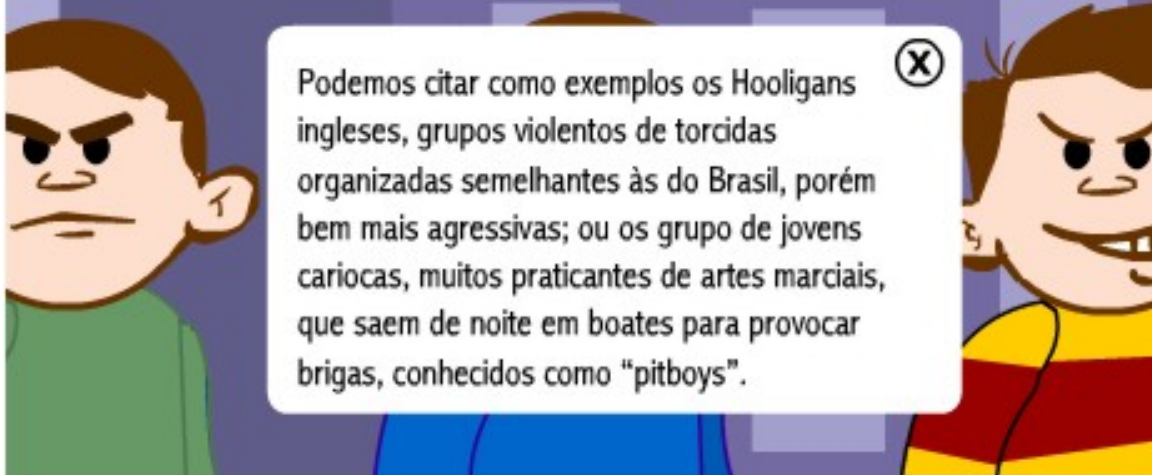 Podemos citar como exemplos os Hooligans
ingleses, grupos violentos de torcidas
organizadas semelhantes às do Brasil, porém
bem mais agressivas; ou os grupo de jovens
cariocas, muitos praticantes de artes marciais,
que saem de noite em boates para provocar
brigas, conhecidos como “pitboys”.
X